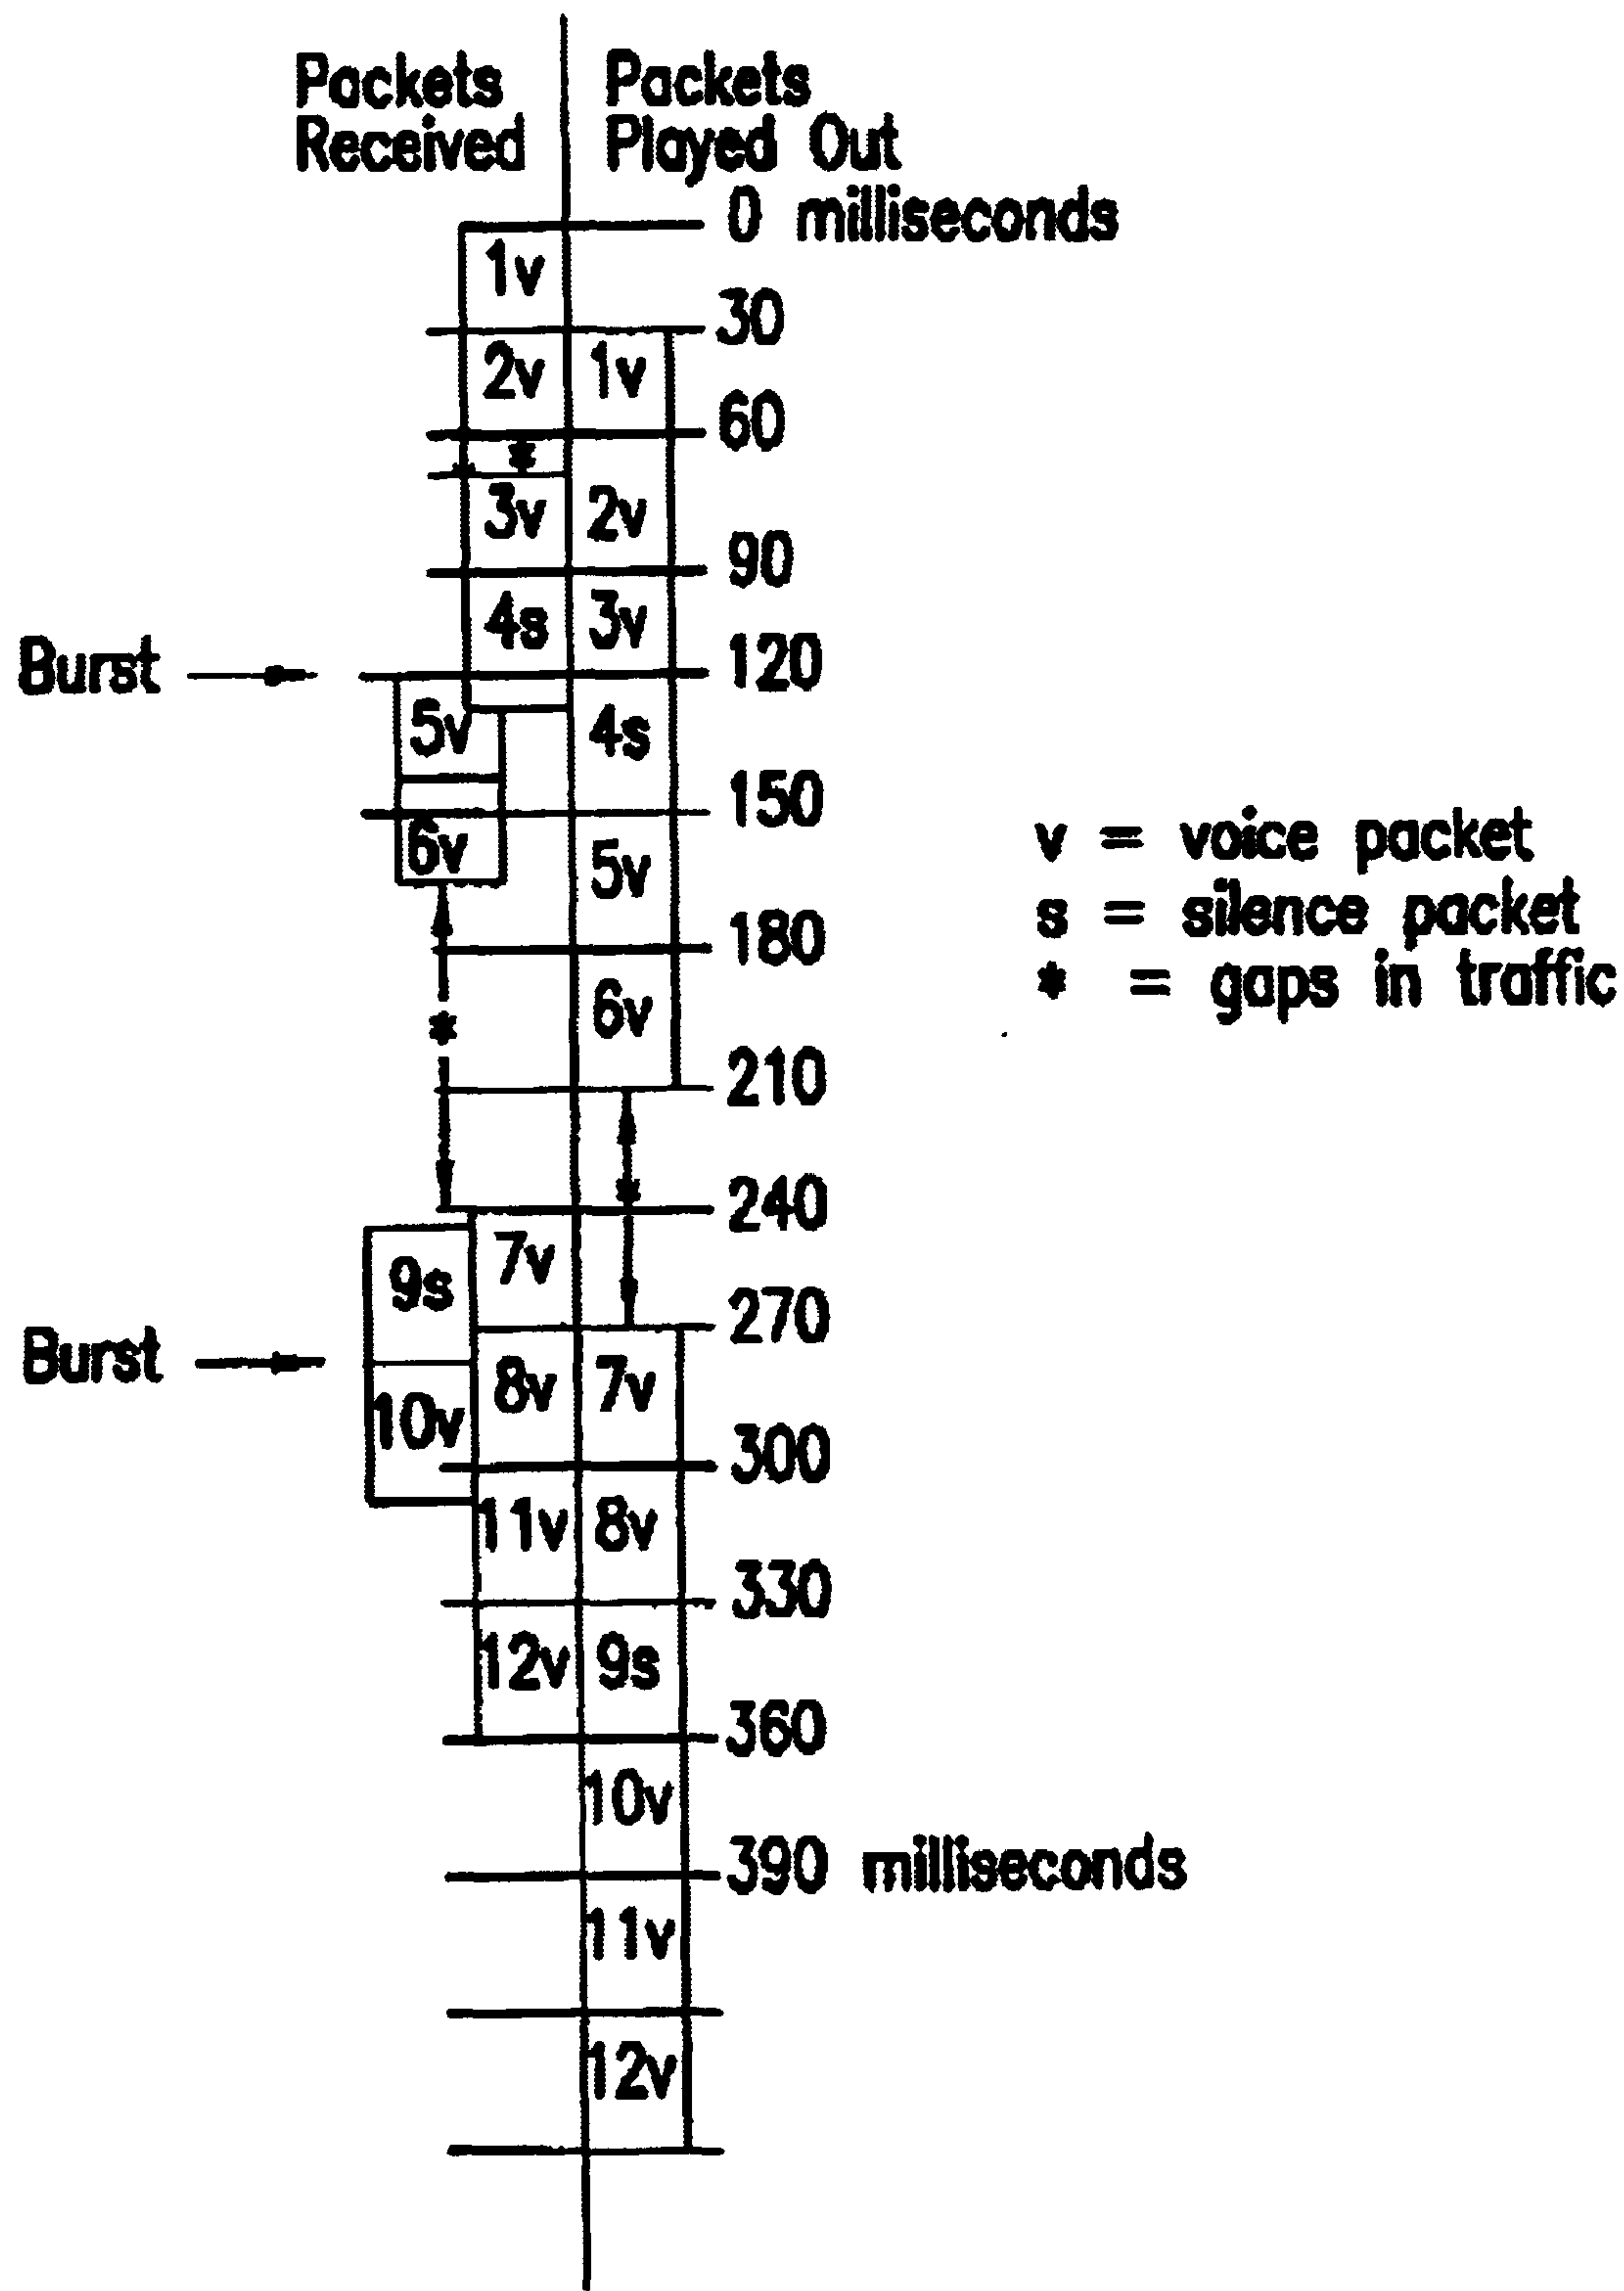 Packets
Received
Packets
Played Out
0 milliseconds
1v
30
2v 1v
60
*
3v 2v
90
4s 3v
Burst
120
5v 4s
150
6v 5v
v = voice packet
s = silence packet
* = gaps in traffic
180
6v
*
210
*
240
7v
9s
270
Burst
8v 7v
10v
300
11v 8v
330
12v 9s
360
10v
390 milliseconds
11v
12v